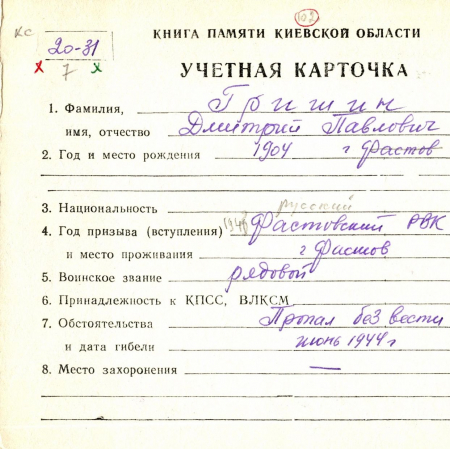 кс
103
20-31
х 7 х
КНИГА ПАМЯТИ КИЕВСКОЙ ОБЛАСТИ
УЧЕТНАЯ КАРТОЧКА
1. Фамилия, Гришин
имя, отчество Дмитрий Павлович
2. Год и место рождения 1904 г Фастов
3. Национальность русский
4. Год призыва (вступления) Фастовский РВК
и место проживания г Фастов
5. Воинское звание рядовой
6. Принадлежность к КПСС, ВЛКСМ
7. Обстоятельства Пропал без вести
и дата гибели июнь 1944 г
8. Место захоронения —